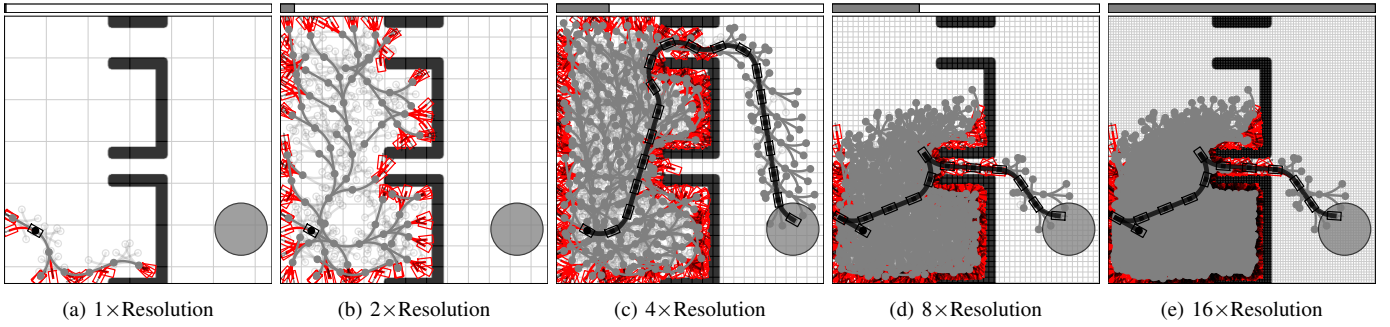 (a) 1×Resolution
(b) 2×Resolution
(c) 4×Resolution
(d) 8×Resolution
(e) 16×Resolution